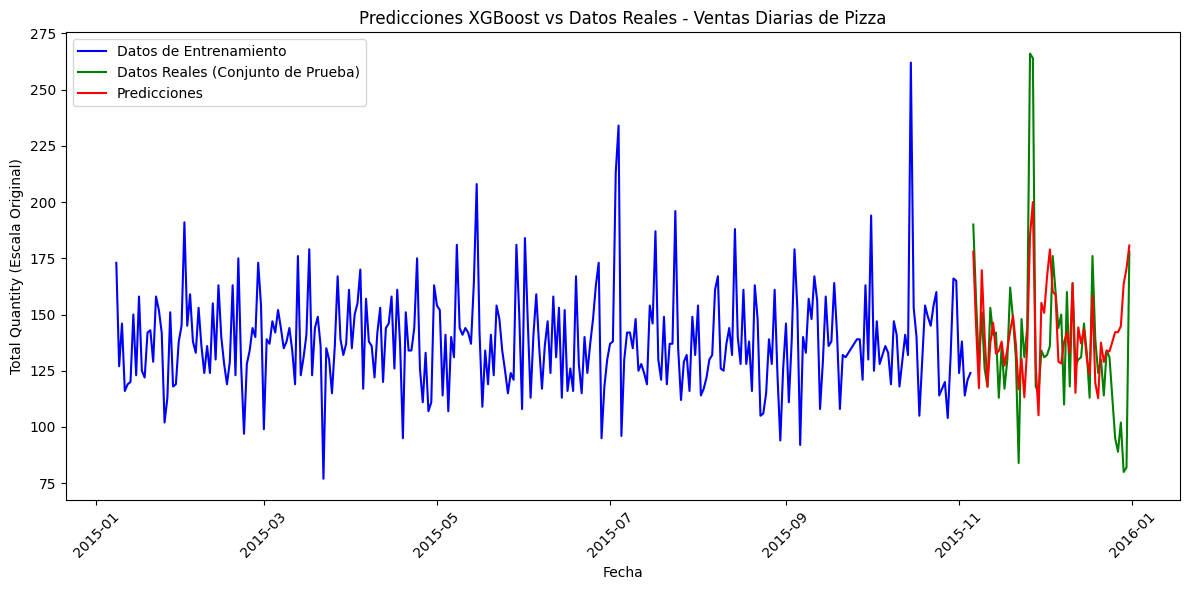 Predicciones XGBoost vs Datos Reales - Ventas Diarias de Pizza
Datos de Entrenamiento
Datos Reales (Conjunto de Prueba)
Predicciones
Total Quantity (Escala Original)
275
250
225
200
175
150
125
100
75
2015-01
2015-03
2015-05
2015-07
2015-09
2015-11
2016-01
Fecha